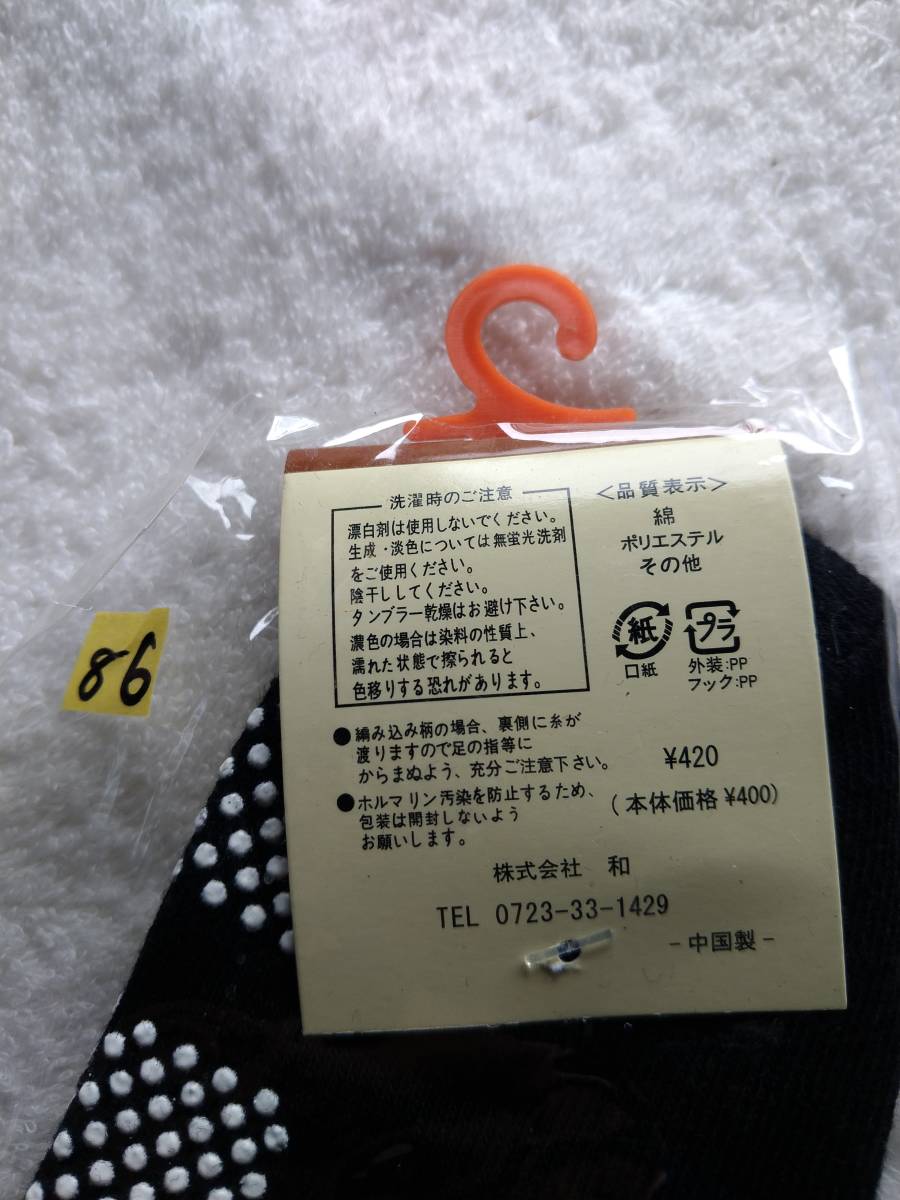 洗濯時のご注意
漂白剤は使用しないでください。
生成・淡色については無蛍光洗剤
をご使用ください。
陰干ししてください。
タンブラー乾燥はお避け下さい。
濃色の場合は染料の性質上、
濡れた状態で擦られると
色移りする恐れがあります。
<品質表示>
綿
ポリエステル
その他
紙
口紙
プラ
外装:PP
フック:PP
●編み込み柄の場合、裏側に糸が
渡りますので足の指等に
からまぬよう、充分ご注意下さい。
●ホルマリン汚染を防止するため、
包装は開封しないよう
お願いします。
¥420
(本体価格¥400)
株式会社 和
TEL 0723-33-1429
-中国製-
86